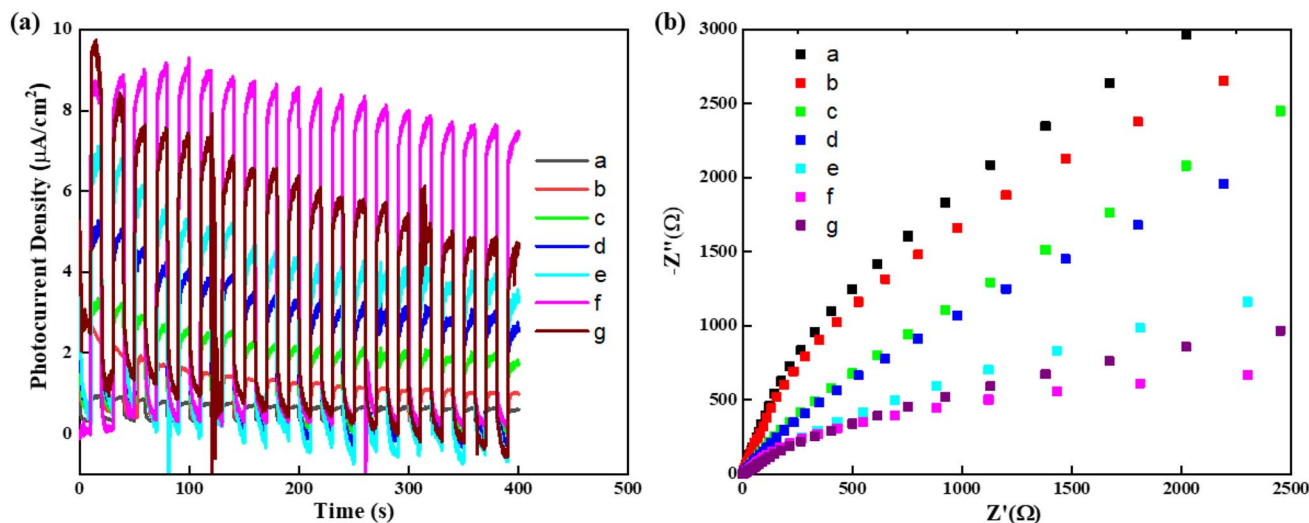 (a)
Photocurrent Density (μA/cm²)
10
8
6
4
2
0
a
b
c
d
e
f
g
0 100 200 300 400 500
Time (s)
(b)
-Z''(Ω)
3000
2500
2000
1500
1000
500
0
a
b
c
d
e
f
g
0 500 1000 1500 2000 2500
Z'(Ω)